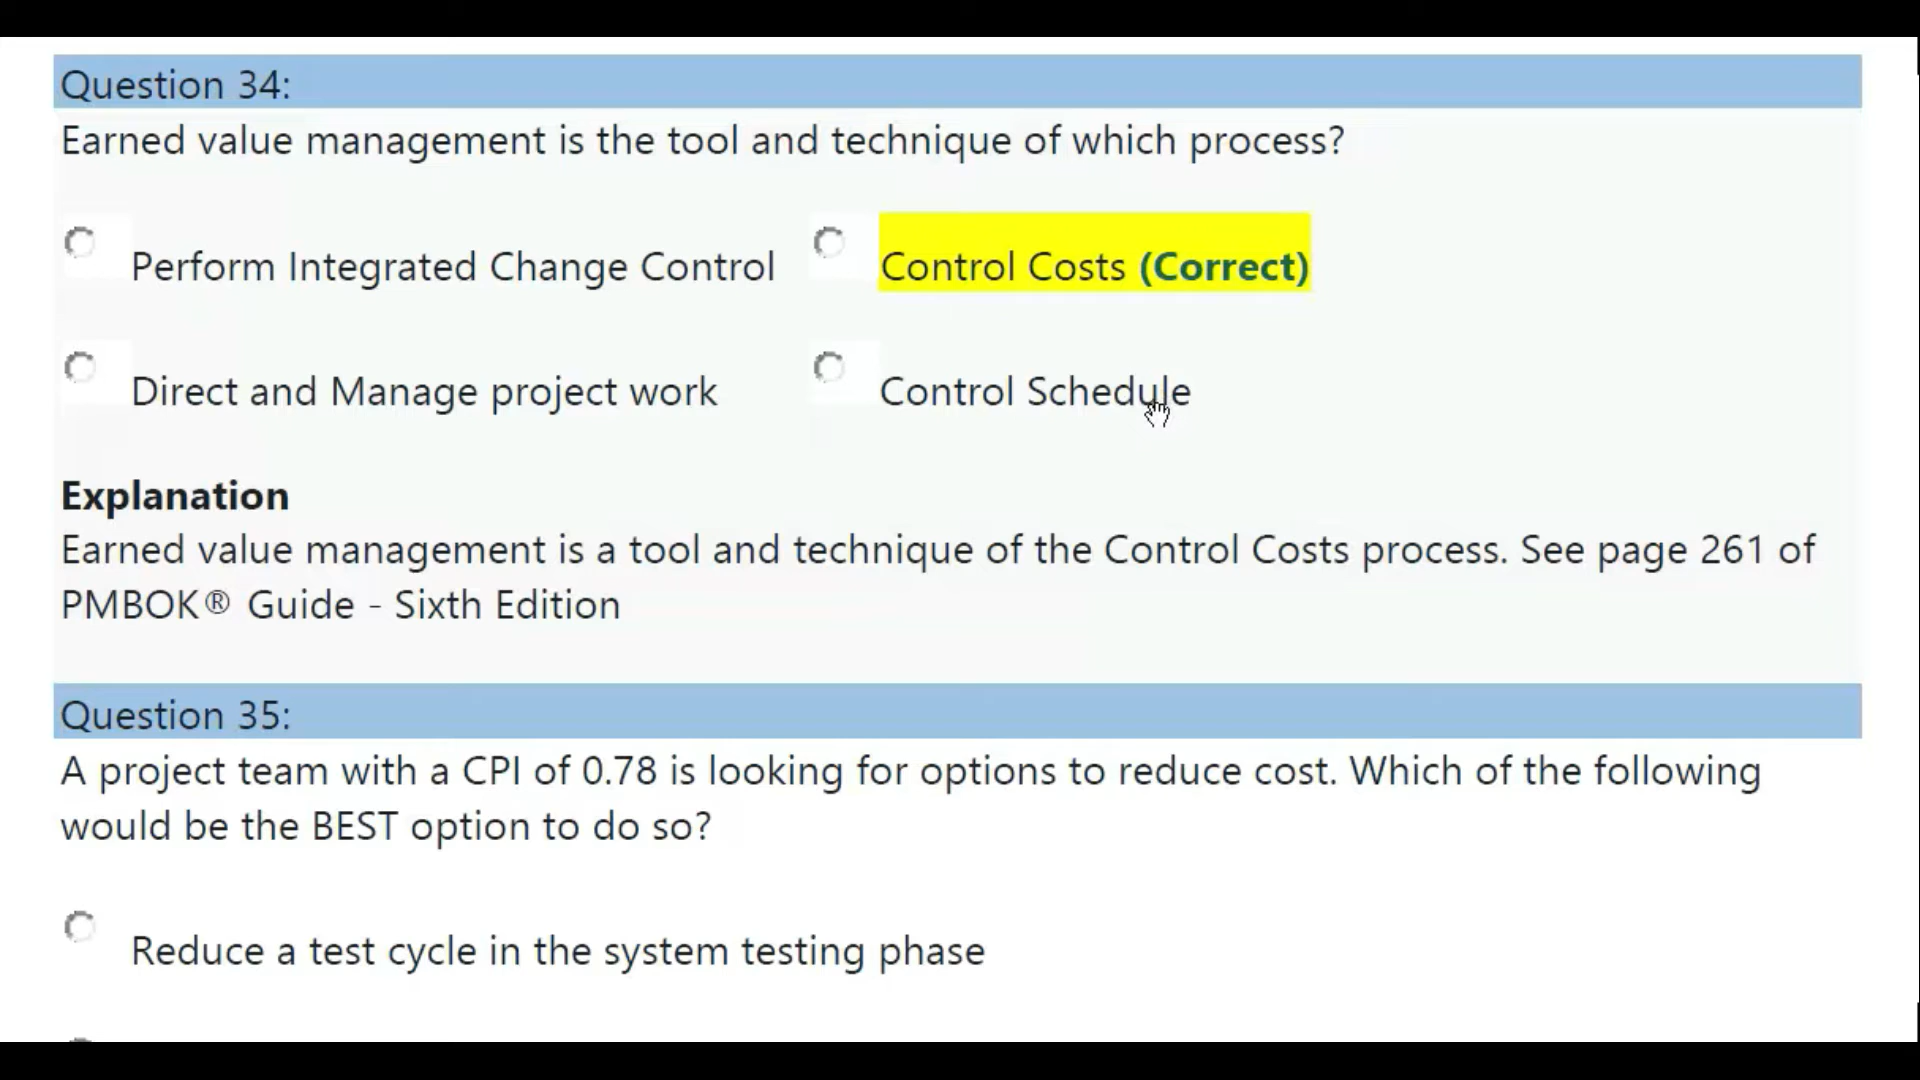 Question 34:
Earned value management is the tool and technique of which process?
Perform Integrated Change Control
Control Costs (Correct)
Direct and Manage project work
Control Schedule
Explanation
Earned value management is a tool and technique of the Control Costs process. See page 261 of
PMBOK® Guide - Sixth Edition
Question 35:
A project team with a CPI of 0.78 is looking for options to reduce cost. Which of the following
would be the BEST option to do so?
Reduce a test cycle in the system testing phase